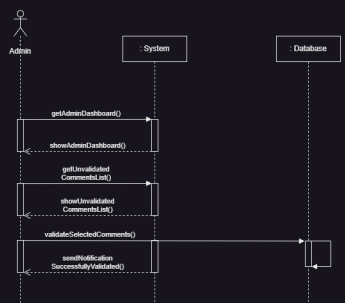 Admin
: System
: Database
getAdminDashboard()
showAdminDashboard()
getUnvalidated
CommentsList()
showUnvalidated
CommentsList()
validateSelectedComments()
sendNotification
SuccessfullyValidated()